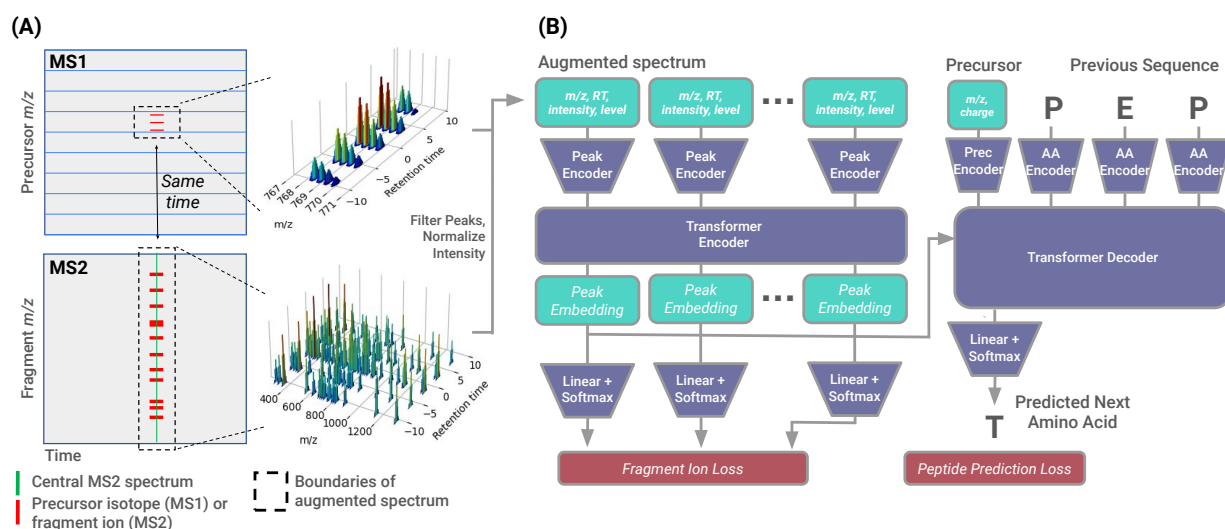 (A)
MS1
Precursor m/z
Same
time
MS2
Fragment m/z
Time
767
768
769
770
771
m/z
−10
−5
0
5
10
Retention time
400
600
800
1000
1200
m/z
−10
−5
0
5
10
Retention time
Filter Peaks,
Normalize
Intensity
Central MS2 spectrum
Precursor isotope (MS1) or
fragment ion (MS2)
Boundaries of
augmented spectrum
(B)
Augmented spectrum
m/z, RT,
intensity, level
m/z, RT,
intensity, level
...
m/z, RT,
intensity, level
Peak
Encoder
Peak
Encoder
Peak
Encoder
Transformer
Encoder
Peak
Embedding
Peak
Embedding
...
Peak
Embedding
Linear +
Softmax
Linear +
Softmax
Linear +
Softmax
Fragment Ion Loss
Precursor
Previous Sequence
m/z,
charge
P
E
P
Prec
Encoder
AA
Encoder
AA
Encoder
AA
Encoder
Transformer Decoder
Linear +
Softmax
T
Predicted Next
Amino Acid
Peptide Prediction Loss